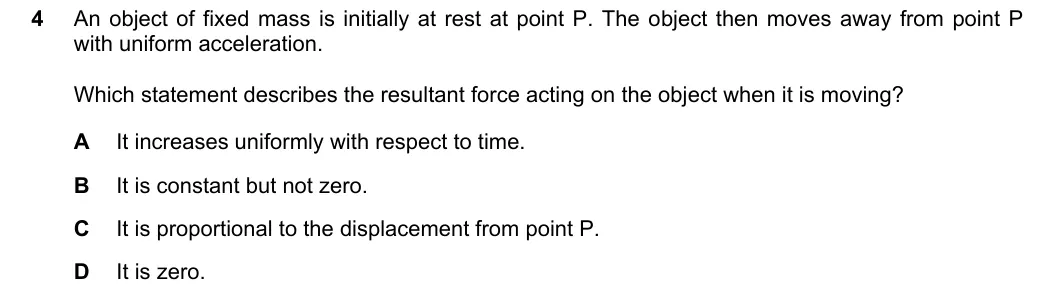 4 An object of fixed mass is initially at rest at point P. The object then moves away from point P
with uniform acceleration.
Which statement describes the resultant force acting on the object when it is moving?
A It increases uniformly with respect to time.
B It is constant but not zero.
C It is proportional to the displacement from point P.
D It is zero.